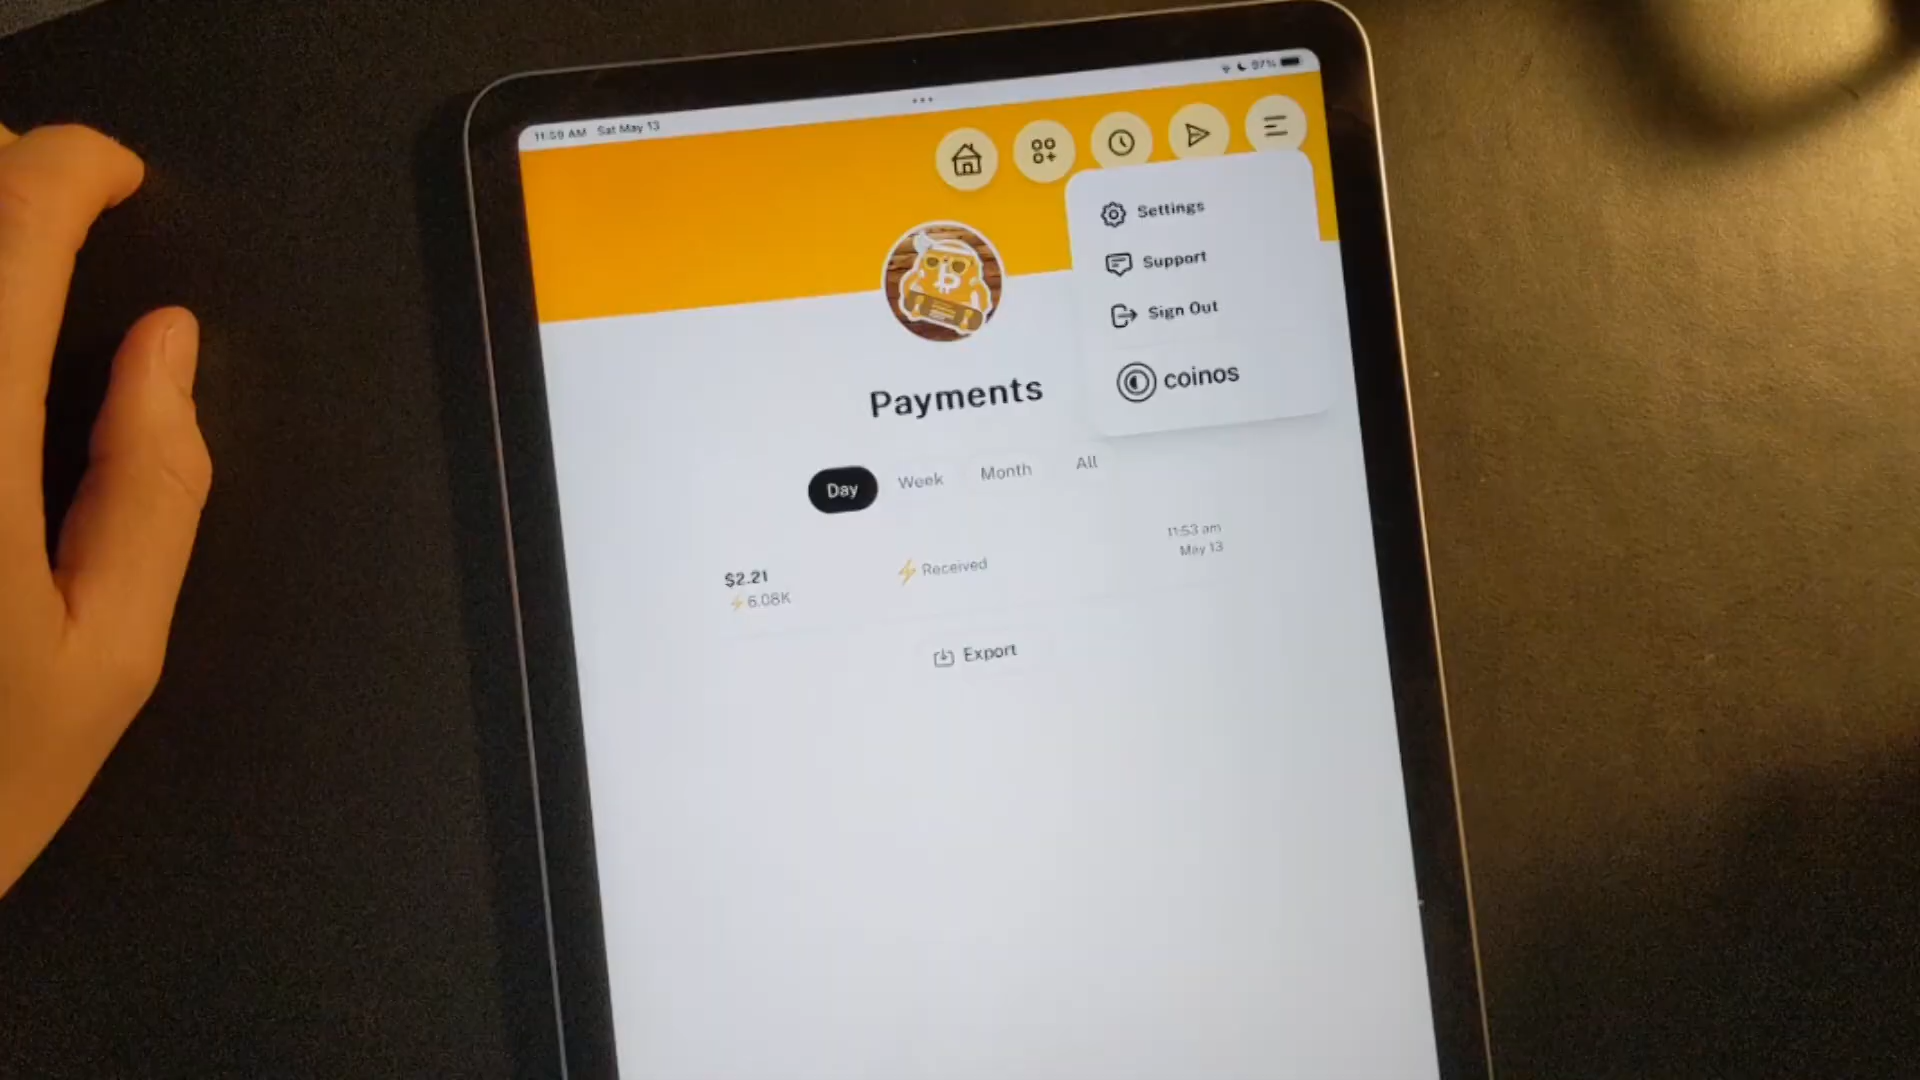 11:59 AM Sat May 13
97%
Settings
Support
Sign Out
coinos
Payments
Day Week Month All
$2.21
6.08K
Received
11:53 am
May 13
Export